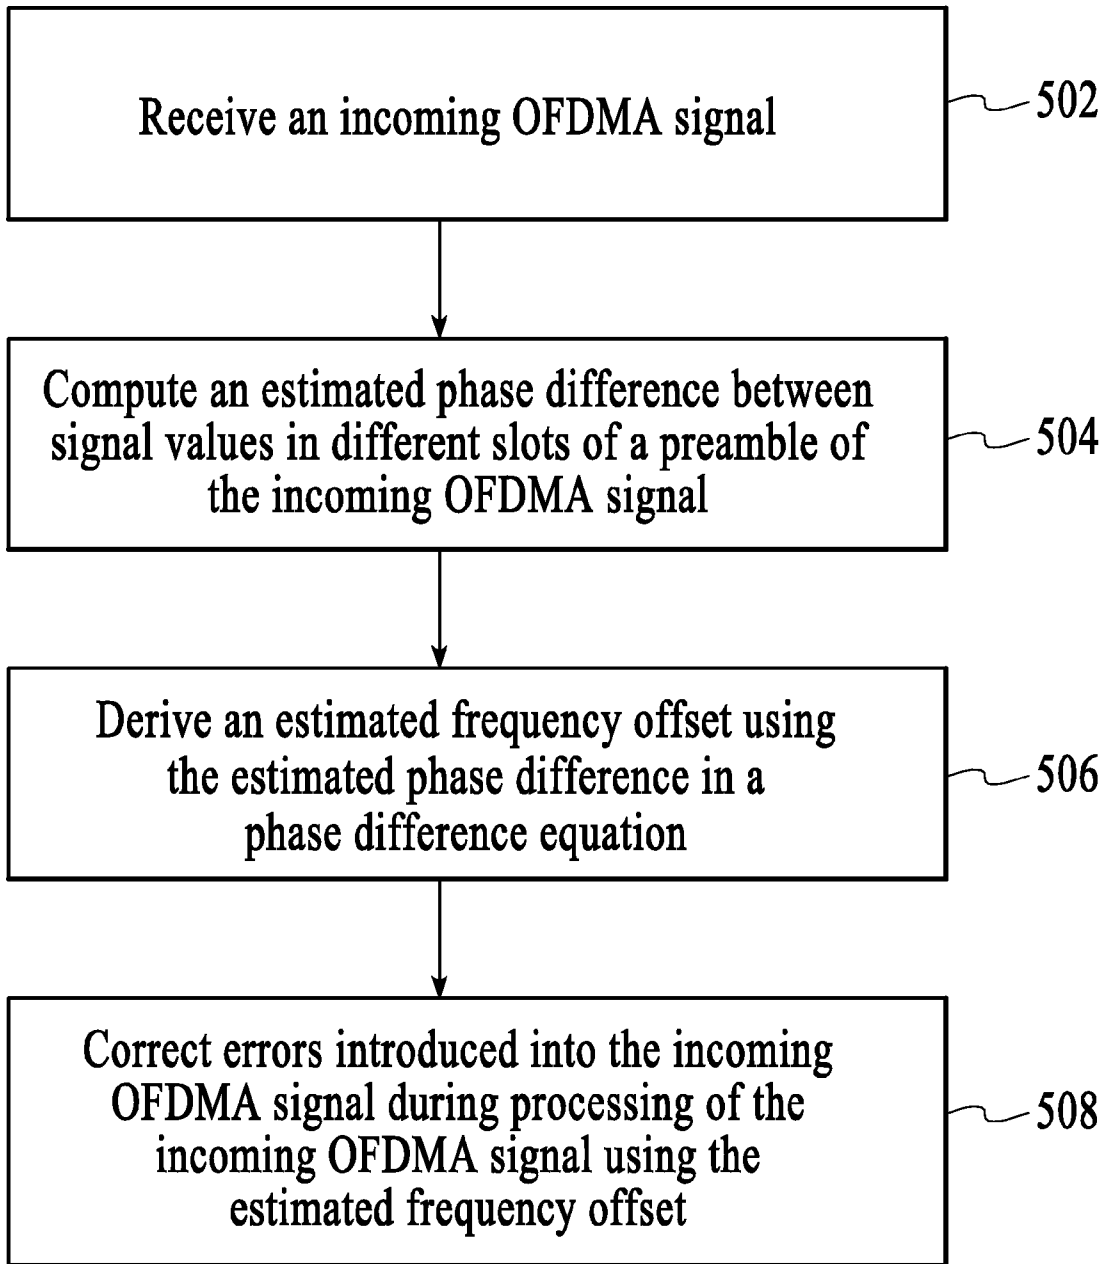 Receive an incoming OFDMA signal
502
Compute an estimated phase difference between
signal values in different slots of a preamble of
the incoming OFDMA signal
504
Derive an estimated frequency offset using
the estimated phase difference in a
phase difference equation
506
Correct errors introduced into the incoming
OFDMA signal during processing of the
incoming OFDMA signal using the
estimated frequency offset
508